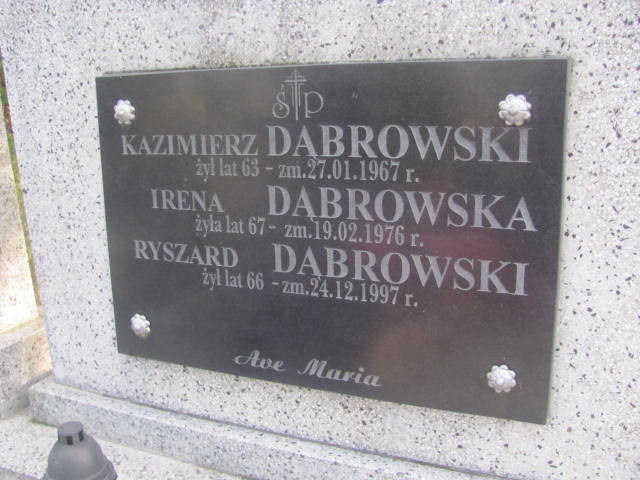 Ś†P
KAZIMIERZ DĄBROWSKI
żył lat 63 - zm. 27.01.1967 r.
IRENA DĄBROWSKA
żyła lat 67 - zm. 19.02.1976 r.
RYSZARD DĄBROWSKI
żył lat 66 - zm. 24.12.1997 r.
Ave Maria